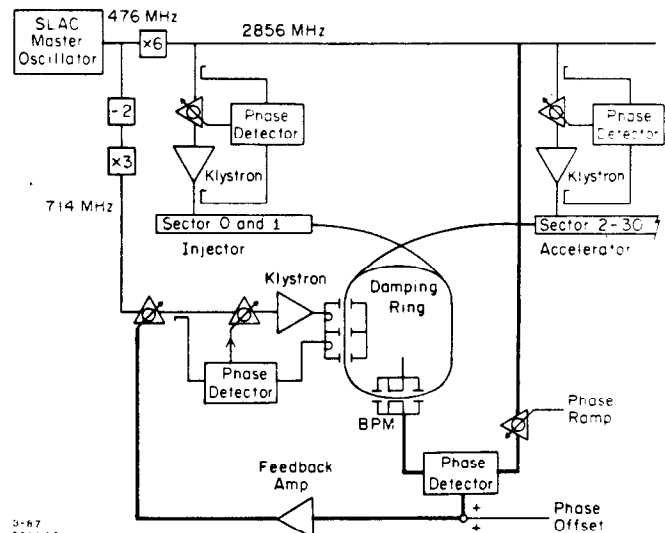 SLAC
Master
Oscillator
476 MHz
×6
2856 MHz
-2
×3
714 MHz
Phase
Detector
Klystron
Sector 0 and 1
Injector
Phase
Detector
Klystron
Sector 2-30
Accelerator
Klystron
Damping
Ring
Phase
Detector
BPM
Phase
Ramp
Phase
Detector
Feedback
Amp
+
+
Phase
Offset
3-87